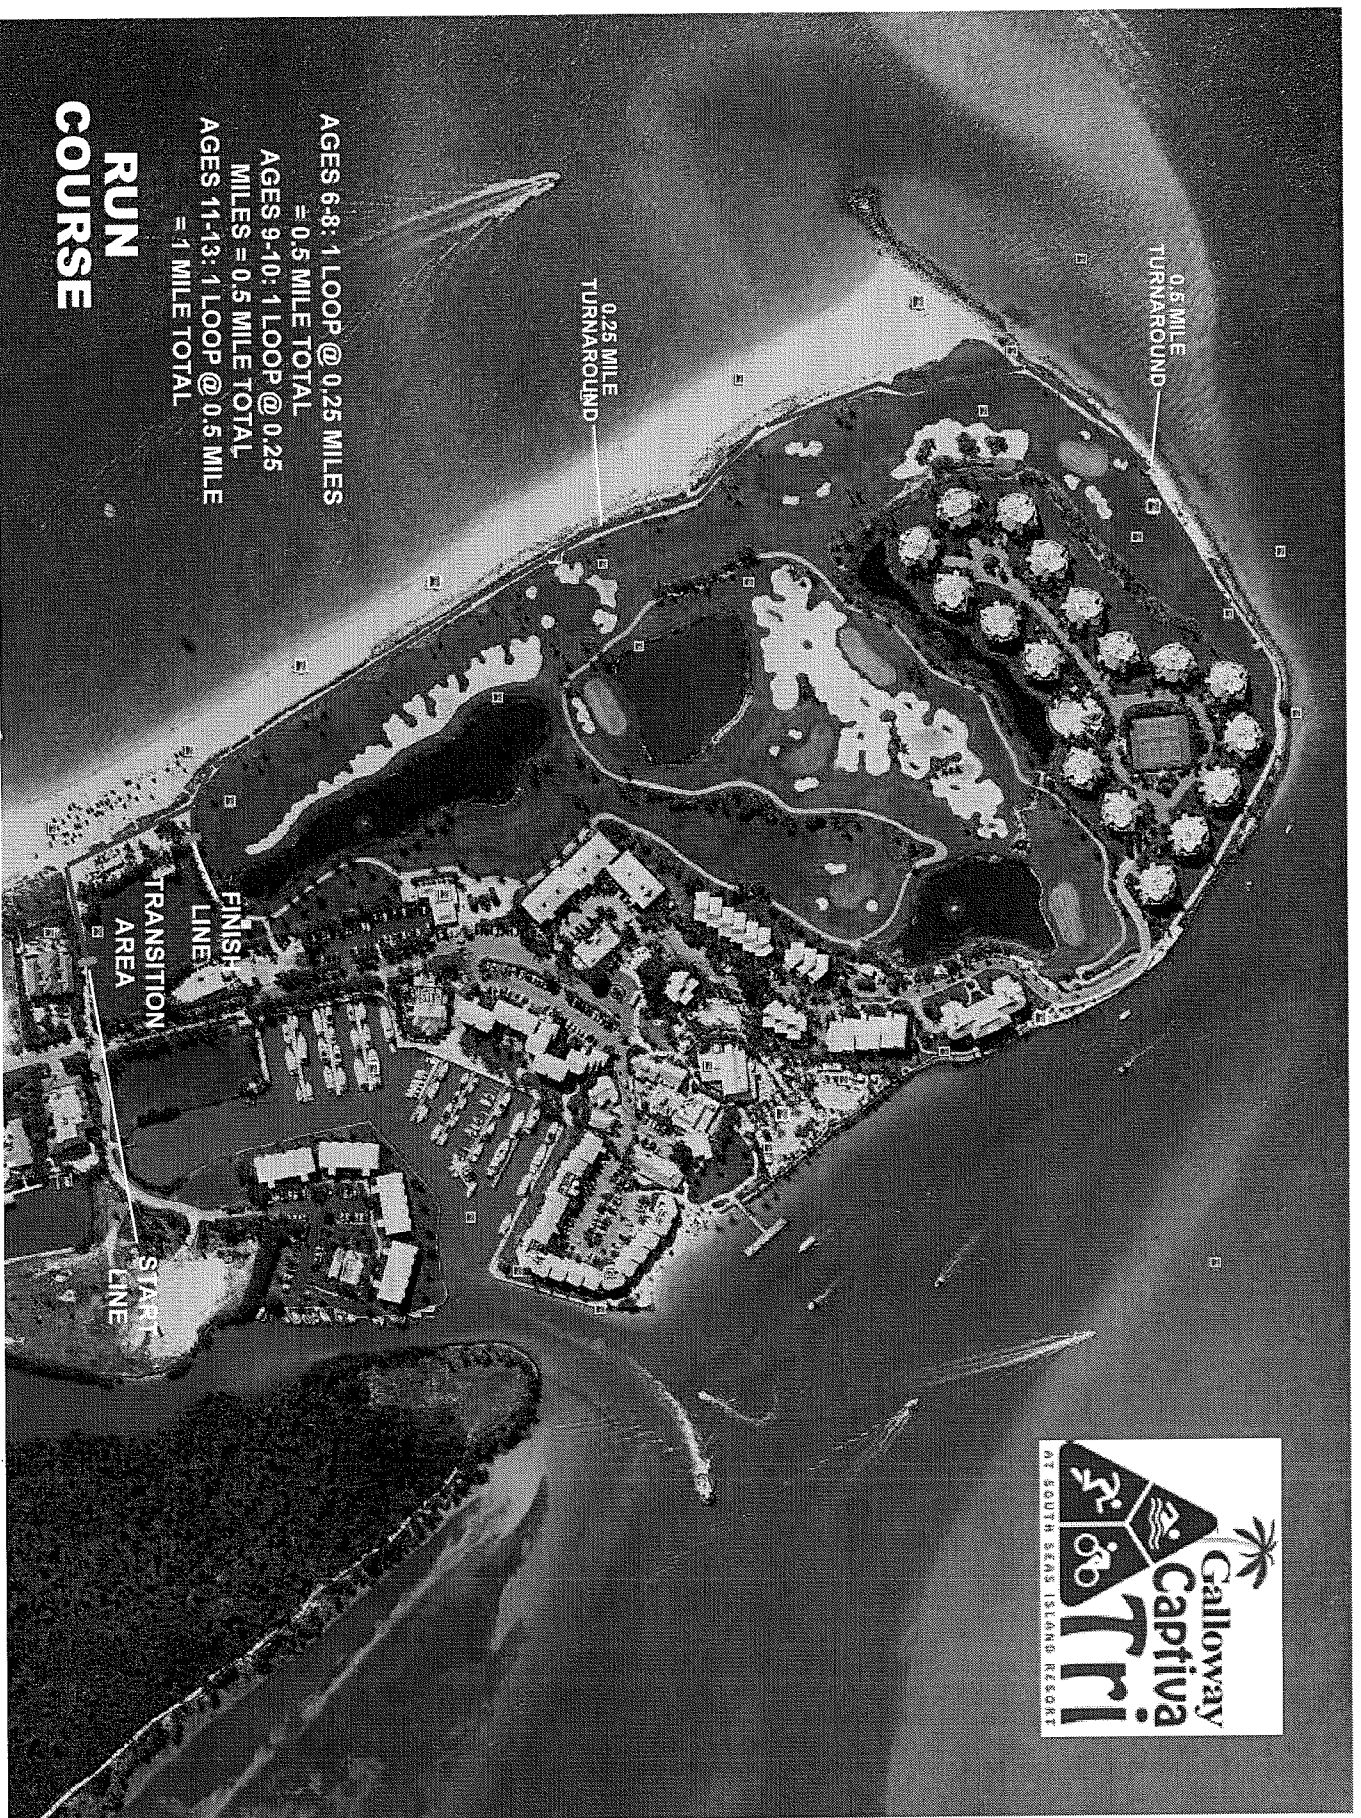 0.5 MILE
TURNAROUND
0.25 MILE
TURNAROUND
AGES 6-8: 1 LOOP @ 0.25 MILES
= 0.5 MILE TOTAL
AGES 9-10: 1 LOOP @ 0.25
MILES = 0.5 MILE TOTAL
AGES 11-13: 1 LOOP @ 0.5 MILE
= 1 MILE TOTAL
RUN
COURSE
FINISH
LINE
TRANSITION
AREA
START
LINE
Galloway
Captiva
Tri
AT SOUTH SEAS ISLAND RESORT